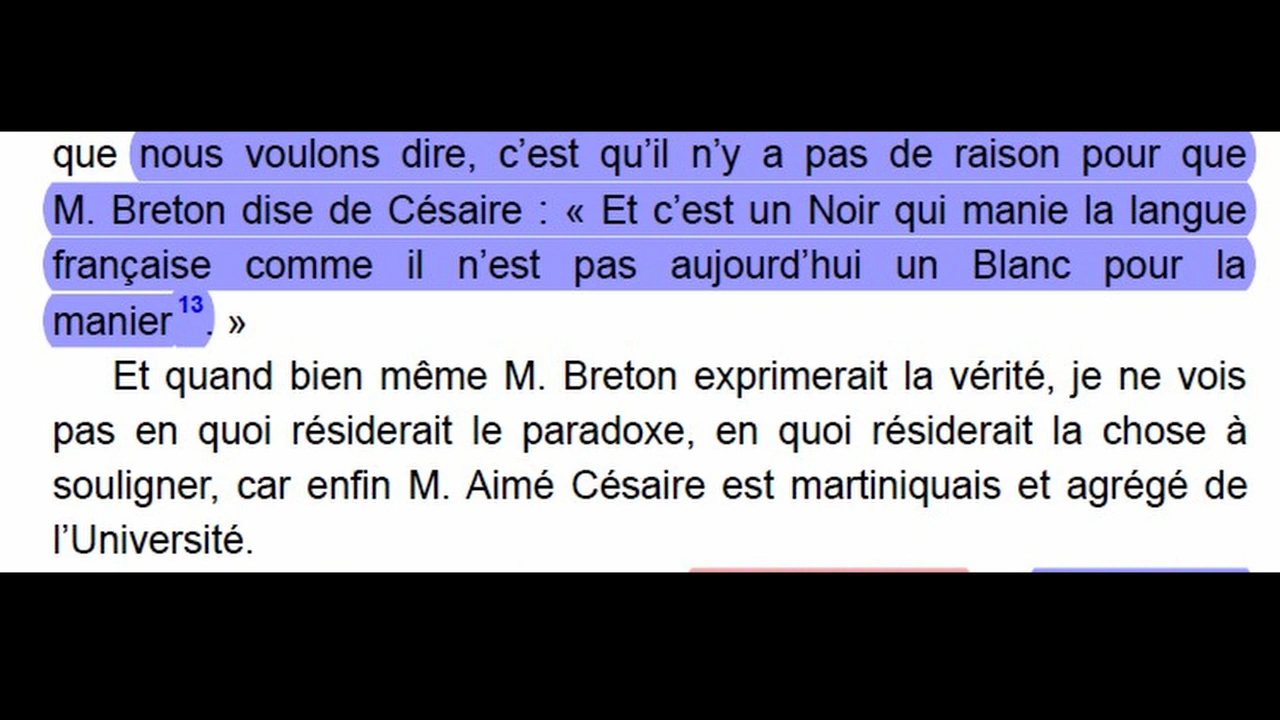 que nous voulons dire, c’est qu’il n’y a pas de raison pour que
M. Breton dise de Césaire : « Et c’est un Noir qui manie la langue
française comme il n’est pas aujourd’hui un Blanc pour la
manier 13. »
Et quand bien même M. Breton exprimerait la vérité, je ne vois
pas en quoi résiderait le paradoxe, en quoi résiderait la chose à
souligner, car enfin M. Aimé Césaire est martiniquais et agrégé de
l’Université.